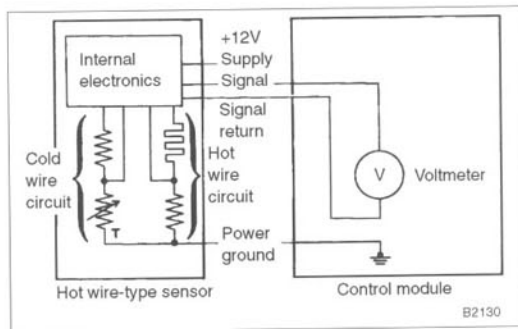 +12V
Supply
Signal
Signal
return
Internal
electronics
Cold
wire
circuit
Hot
wire
circuit
T
Power
ground
V
Voltmeter
Hot wire-type sensor
Control module
B2130